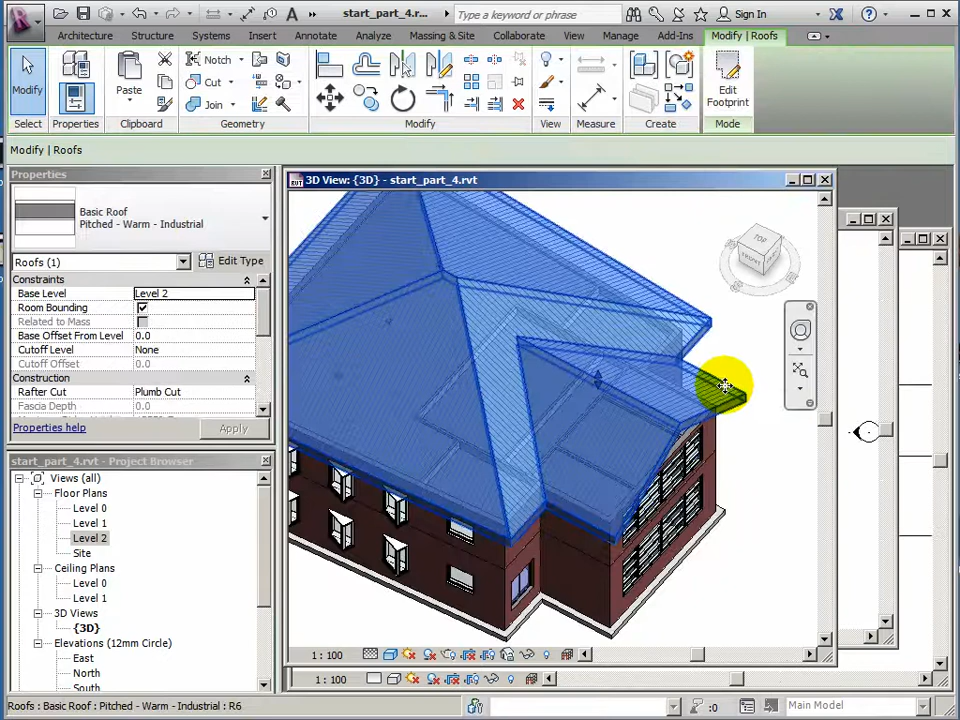 start_part_4.r...
Type a keyword or phrase
Sign In
Architecture
Structure
Systems
Insert
Annotate
Analyze
Massing & Site
Collaborate
View
Manage
Add-Ins
Modify | Roofs
Modify
Paste
Notch
Cut
Join
Edit
Footprint
Select
Properties
Clipboard
Geometry
Modify
View
Measure
Create
Mode
Modify | Roofs
Properties
3D View: {3D} - start_part_4.rvt
Basic Roof
Pitched - Warm - Industrial
Roofs (1)
Edit Type
Constraints
Base Level
Level 2
Room Bounding
Related to Mass
Base Offset From Level
0.0
Cutoff Level
None
Cutoff Offset
0.0
Construction
Rafter Cut
Plumb Cut
Fascia Depth
0.0
Properties help
Apply
start_part_4.rvt - Project Browser
Views (all)
Floor Plans
Level 0
Level 1
Level 2
Site
Ceiling Plans
Level 0
Level 1
3D Views
{3D}
Elevations (12mm Circle)
East
North
South
TOP
FRONT
1 : 100
1 : 100
Roofs : Basic Roof : Pitched - Warm - Industrial : R6
:0
Main Model